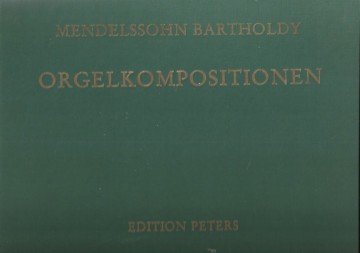 MENDELSSOHN BARTHOLDY
ORGELKOMPOSITIONEN
EDITION PETERS